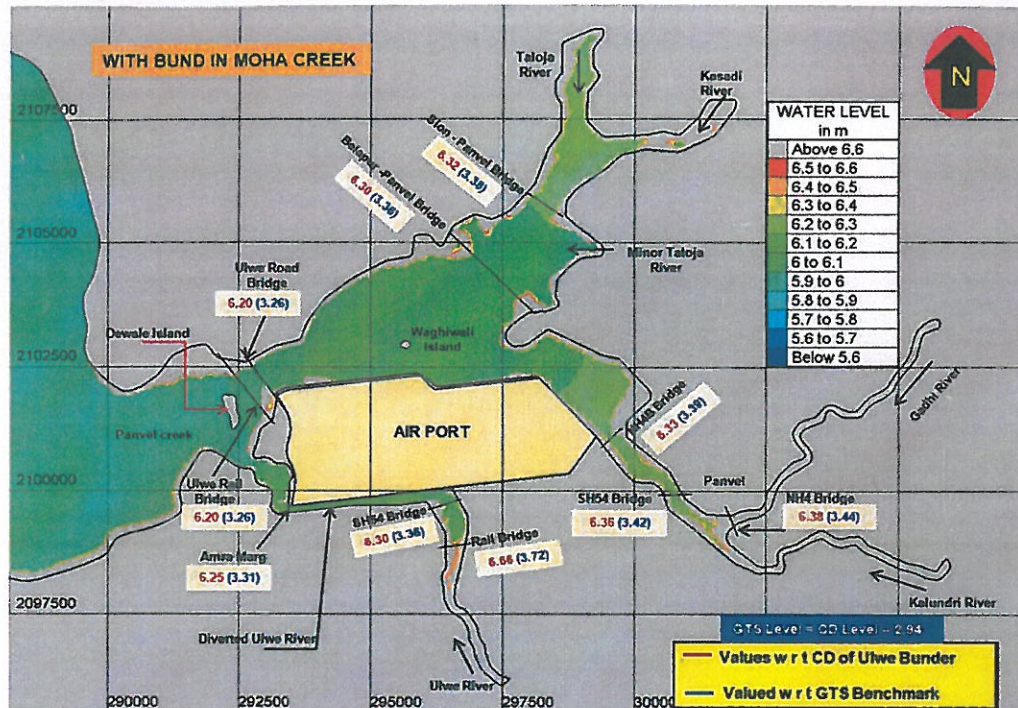 WITH BUND IN MOHA CREEK
Taloja
River
Kasadi
River
N
2107500
WATER LEVEL
in m
Above 6.6
6.5 to 6.6
6.4 to 6.5
6.3 to 6.4
6.2 to 6.3
6.1 to 6.2
6 to 6.1
5.9 to 6
5.8 to 5.9
5.7 to 5.8
5.6 to 5.7
Below 5.6
Sion - Panvel Bridge
6.32 (3.38)
Belapur -Panvel Bridge
6.30 (3.36)
2105000
Minor Taloja
River
Ulwe Road
Bridge
6.20 (3.26)
Dewale Island
Waghiwali
Island
2102500
Gadhi River
Panvel creek
AIR PORT
NH4B Bridge
6.33 (3.39)
2100000
Ulwe Rail
Bridge
6.20 (3.26)
SH54 Bridge
6.30 (3.36)
SH54 Bridge
6.36 (3.42)
Panvel
NH4 Bridge
6.38 (3.44)
Amra Marg
6.25 (3.31)
Rail Bridge
6.66 (3.72)
2097500
Kalundri River
Diverted Ulwe River
GTS Level = CD Level - 2.94
Ulwe River
Values w r t CD of Ulwe Bunder
Valued w r t GTS Benchmark
290000
292500
295000
297500
30000